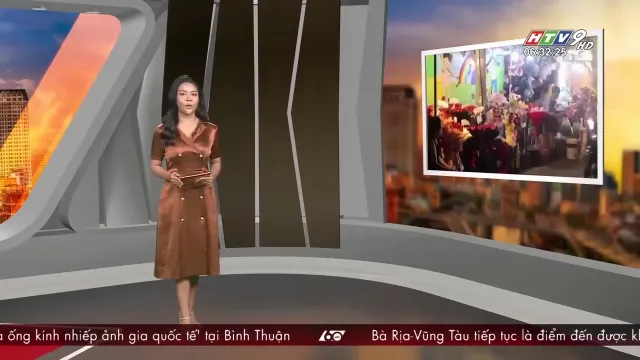 HTV9 HD
06:32:25
ống kính nhiếp ảnh gia quốc tế' tại Bình Thuận
Bà Rịa-Vũng Tàu tiếp tục là điểm đến được